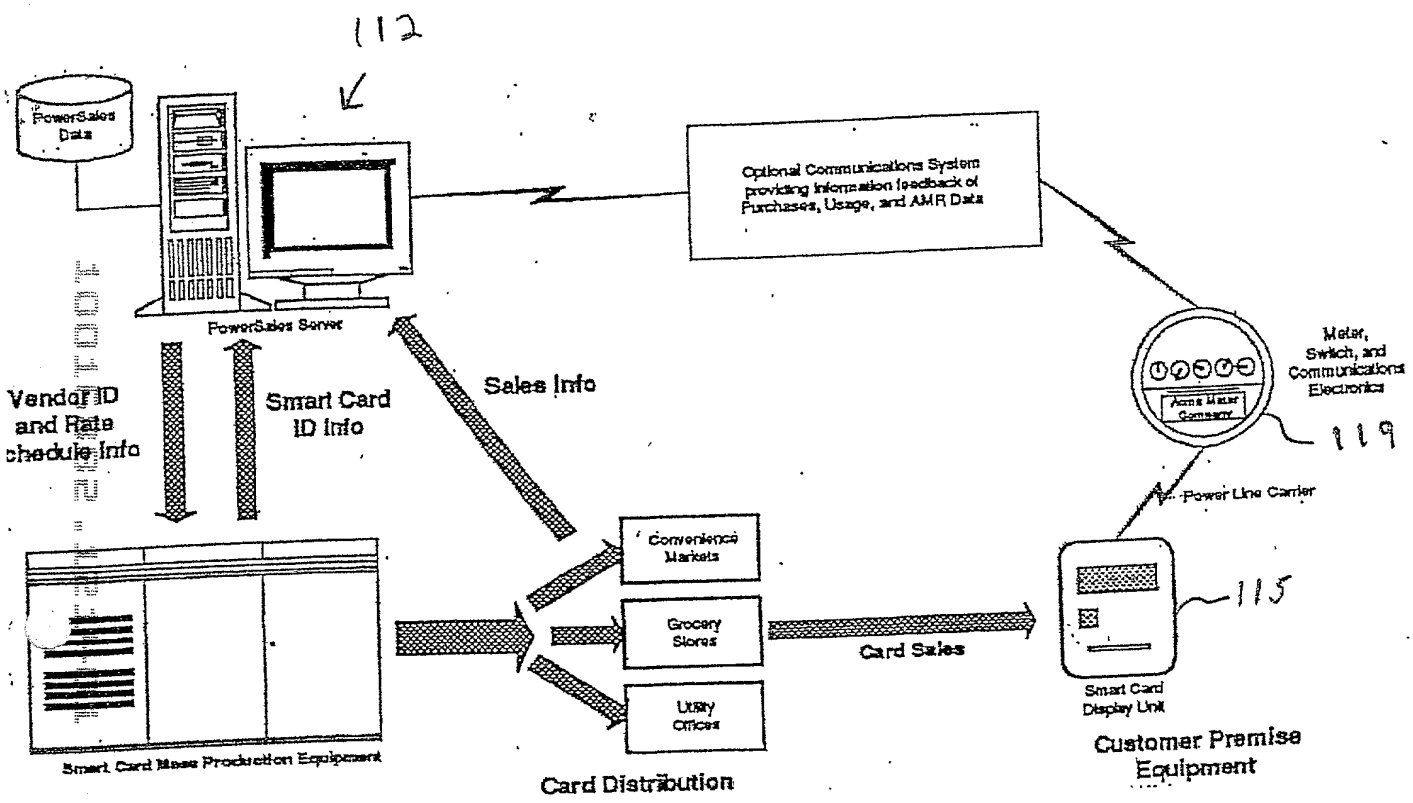 112
PowerSales
Data
Optional Communications System
providing information feedback of
Purchases, Usage, and AMR Data
PowerSales Server
Meter,
Switch, and
Communications
Electronics
Acme Meter
Company
119
Vendor ID
and Rate
chedule Info
Smart Card
ID Info
Sales Info
Power Line Carrier
Convenience
Markets
Grocery
Stores
Utility
Offices
Card Sales
115
Smart Card
Display Unit
Smart Card Mass Production Equipment
Card Distribution
Customer Premise
Equipment